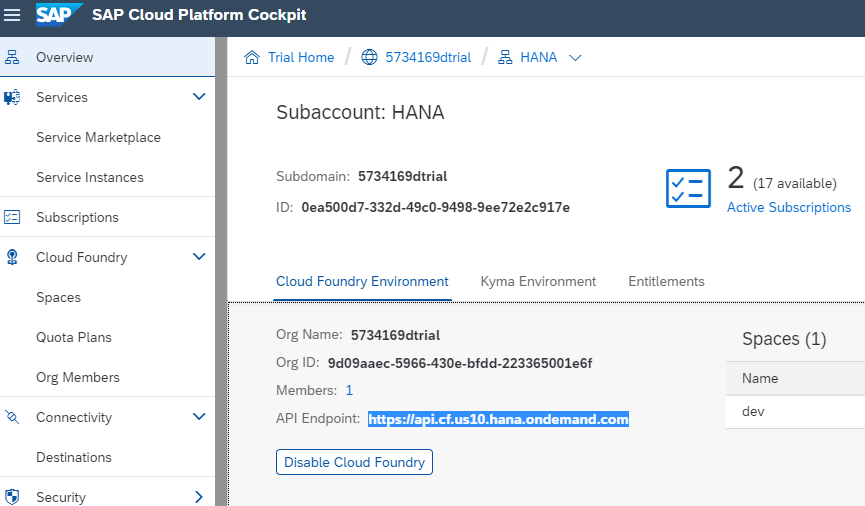 SAP SAP Cloud Platform Cockpit
Overview
Services
Service Marketplace
Service Instances
Subscriptions
Cloud Foundry
Spaces
Quota Plans
Org Members
Connectivity
Destinations
Security
Trial Home / 5734169dtrial / HANA
Subaccount: HANA
Subdomain: 5734169dtrial
ID: 0ea500d7-332d-49c0-9498-9ee72e2c917e
2 (17 available)
Active Subscriptions
Cloud Foundry Environment Kyma Environment Entitlements
Org Name: 5734169dtrial
Org ID: 9d09aaec-5966-430e-bfdd-223365001e6f
Members: 1
API Endpoint: https://api.cf.us10.hana.ondemand.com
Disable Cloud Foundry
Spaces (1)
Name
dev